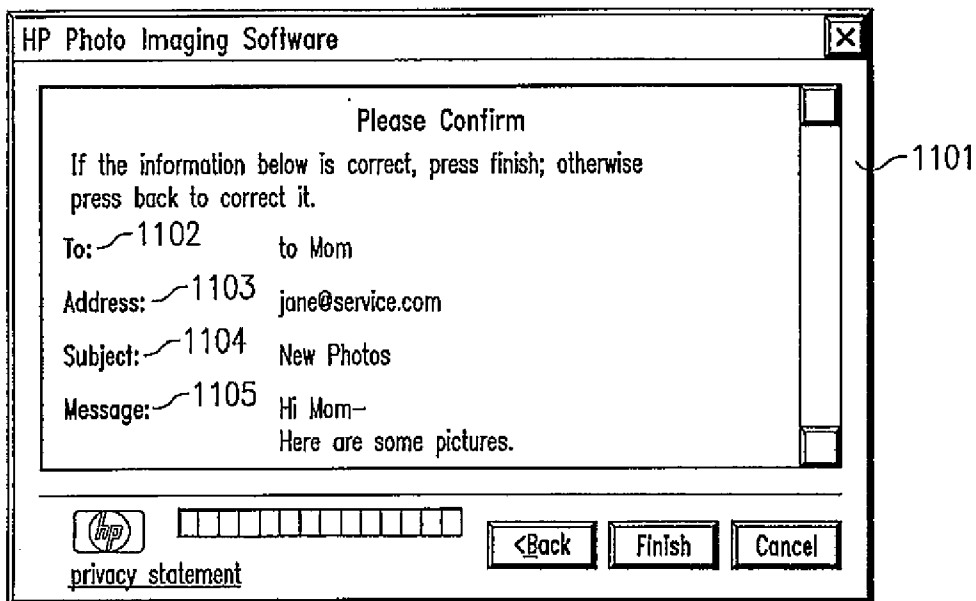 HP Photo Imaging Software
Please Confirm
If the information below is correct, press finish; otherwise
press back to correct it.
1101
To: 1102 to Mom
Address: 1103 jane@service.com
Subject: 1104 New Photos
Message: 1105 Hi Mom-
Here are some pictures.
hp
privacy statement
<Back Finish Cancel